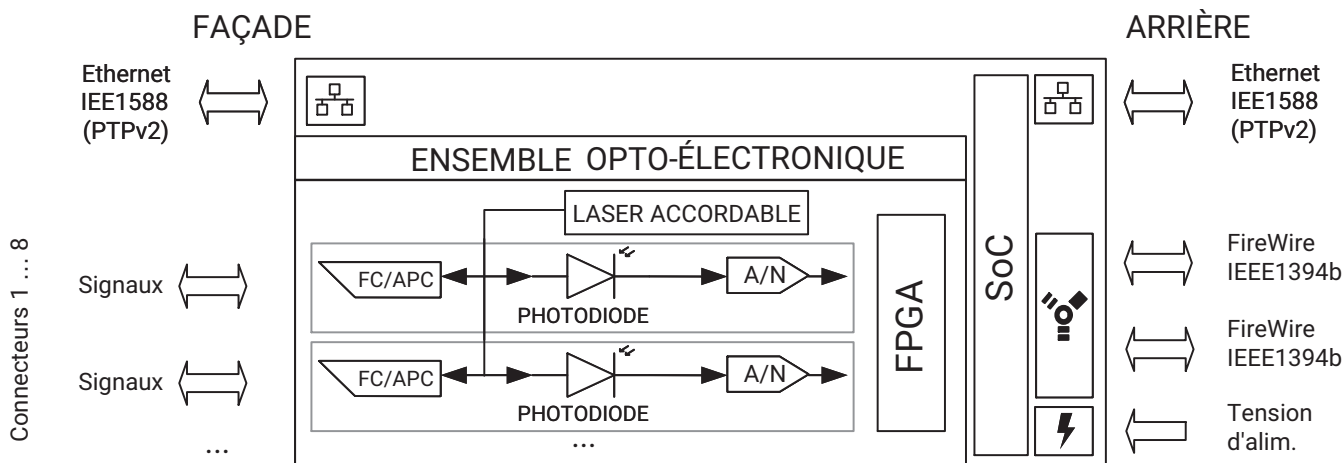 FAÇADE
ARRIÈRE
Ethernet
IEE1588
(PTPv2)
Ethernet
IEE1588
(PTPv2)
ENSEMBLE OPTO-ÉLECTRONIQUE
LASER ACCORDABLE
Connecteurs 1 ... 8
Signaux
FC/APC
PHOTODIODE
A/N
Signaux
FC/APC
PHOTODIODE
A/N
...
...
FPGA
SoC
FireWire
IEEE1394b
FireWire
IEEE1394b
Tension
d'alim.